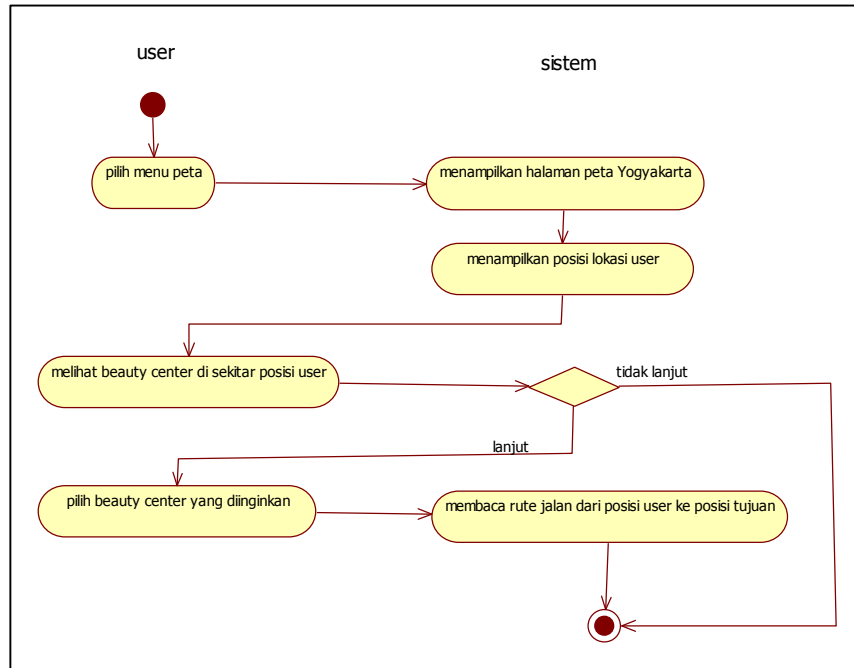 user
sistem
pilih menu peta
menampilkan halaman peta Yogyakarta
menampilkan posisi lokasi user
melihat beauty center di sekitar posisi user
tidak lanjut
lanjut
pilih beauty center yang diinginkan
membaca rute jalan dari posisi user ke posisi tujuan